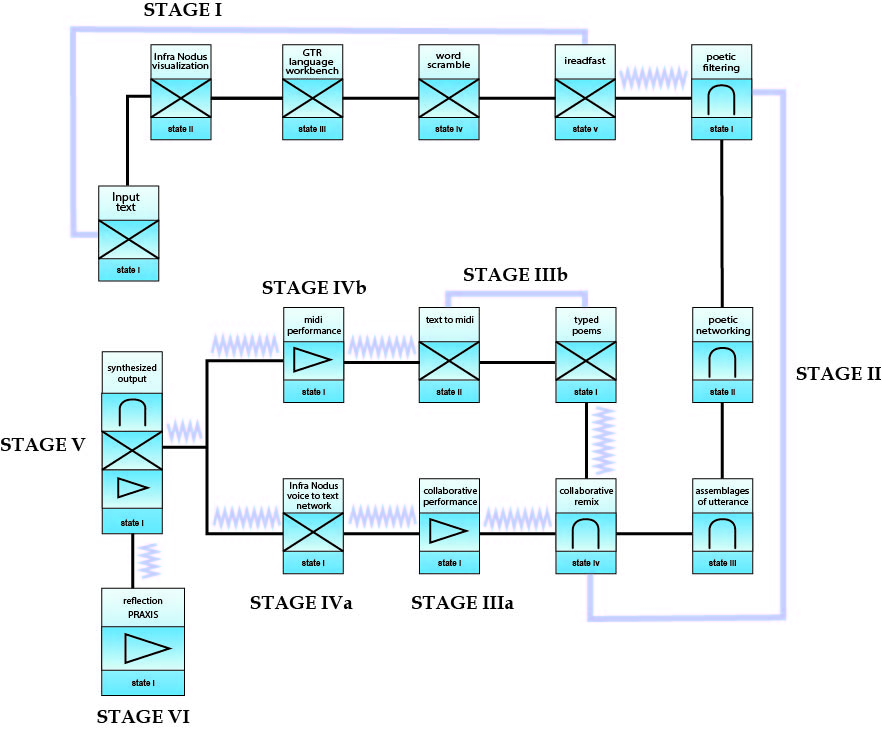 STAGE I
Infra Nodus
visualization
state II
GTR
language
workbench
state III
word
scramble
state iv
ireadfast
state v
poetic
filtering
state I
Input
text
state I
STAGE II
STAGE IVb
STAGE IIIb
midi
performance
state I
text to midi
state II
typed
poems
state I
poetic
networking
state II
STAGE V
synthesized
output
state I
Infra Nodus
voice to text
network
state I
collaborative
performance
state I
collaborative
remix
state iv
assemblages
of utterance
state III
STAGE IVa
STAGE IIIa
reflection
PRAXIS
state I
STAGE VI